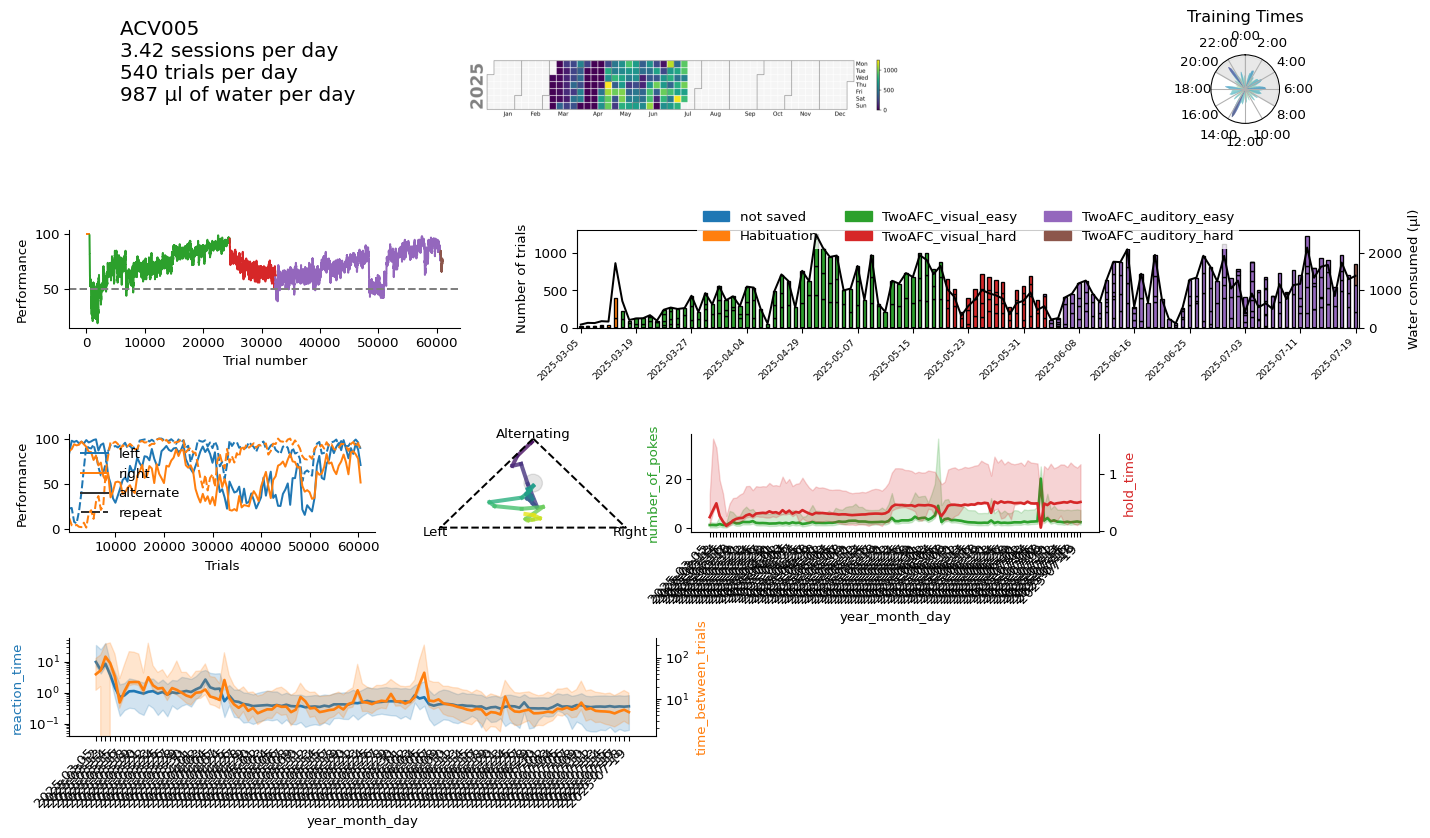 ACV005
3.42 sessions per day
540 trials per day
987 µl of water per day
2025
Mon
Tue
Wed
Thu
Fri
Sat
Sun
Jan Feb Mar Apr May Jun Jul Aug Sep Oct Nov Dec
1000
500
0
Training Times
0:00
2:00
4:00
6:00
8:00
10:00
12:00
14:00
16:00
18:00
20:00
22:00
Performance
100
50
0 10000 20000 30000 40000 50000 60000
Trial number
not saved
Habituation
TwoAFC_visual_easy
TwoAFC_visual_hard
TwoAFC_auditory_easy
TwoAFC_auditory_hard
Number of trials
1000
500
0
Water consumed (µl)
2000
1000
0
2025-03-05
2025-03-19
2025-03-27
2025-04-04
2025-04-29
2025-05-07
2025-05-15
2025-05-23
2025-05-31
2025-06-08
2025-06-16
2025-06-25
2025-07-03
2025-07-11
2025-07-19
Performance
100
50
0
left
right
alternate
repeat
10000 20000 30000 40000 50000 60000
Trials
Alternating
Left
Right
number_of_pokes
20
0
hold_time
1
0
year_month_day
reaction_time
10¹
10⁰
10⁻¹
time_between_trials
10²
10¹
year_month_day